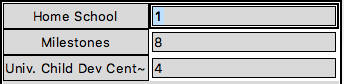 Home School 1
Milestones 8
Univ. Child Dev Cent~ 4